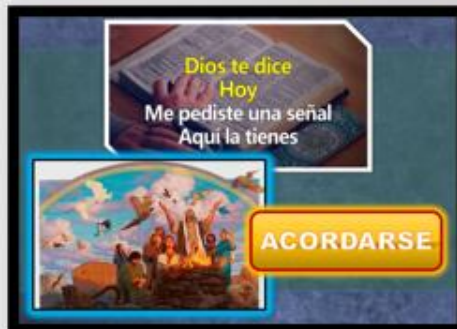 Dios te dice
Hoy
Me pediste una señal
Aquí la tienes
ACORDARSE